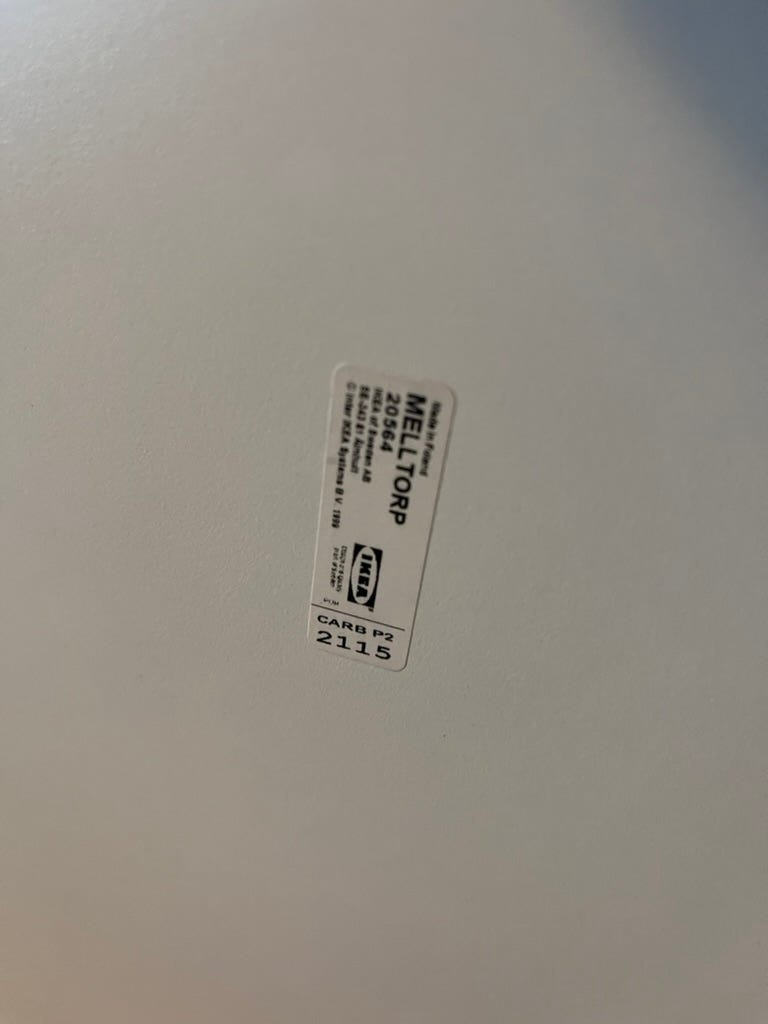 Made in Poland
MELLTORP
20564
IKEA of Sweden AB
SE-343 81 Älmhult
© Inter IKEA Systems B.V. 1999
IKEA
CARB P2
2115